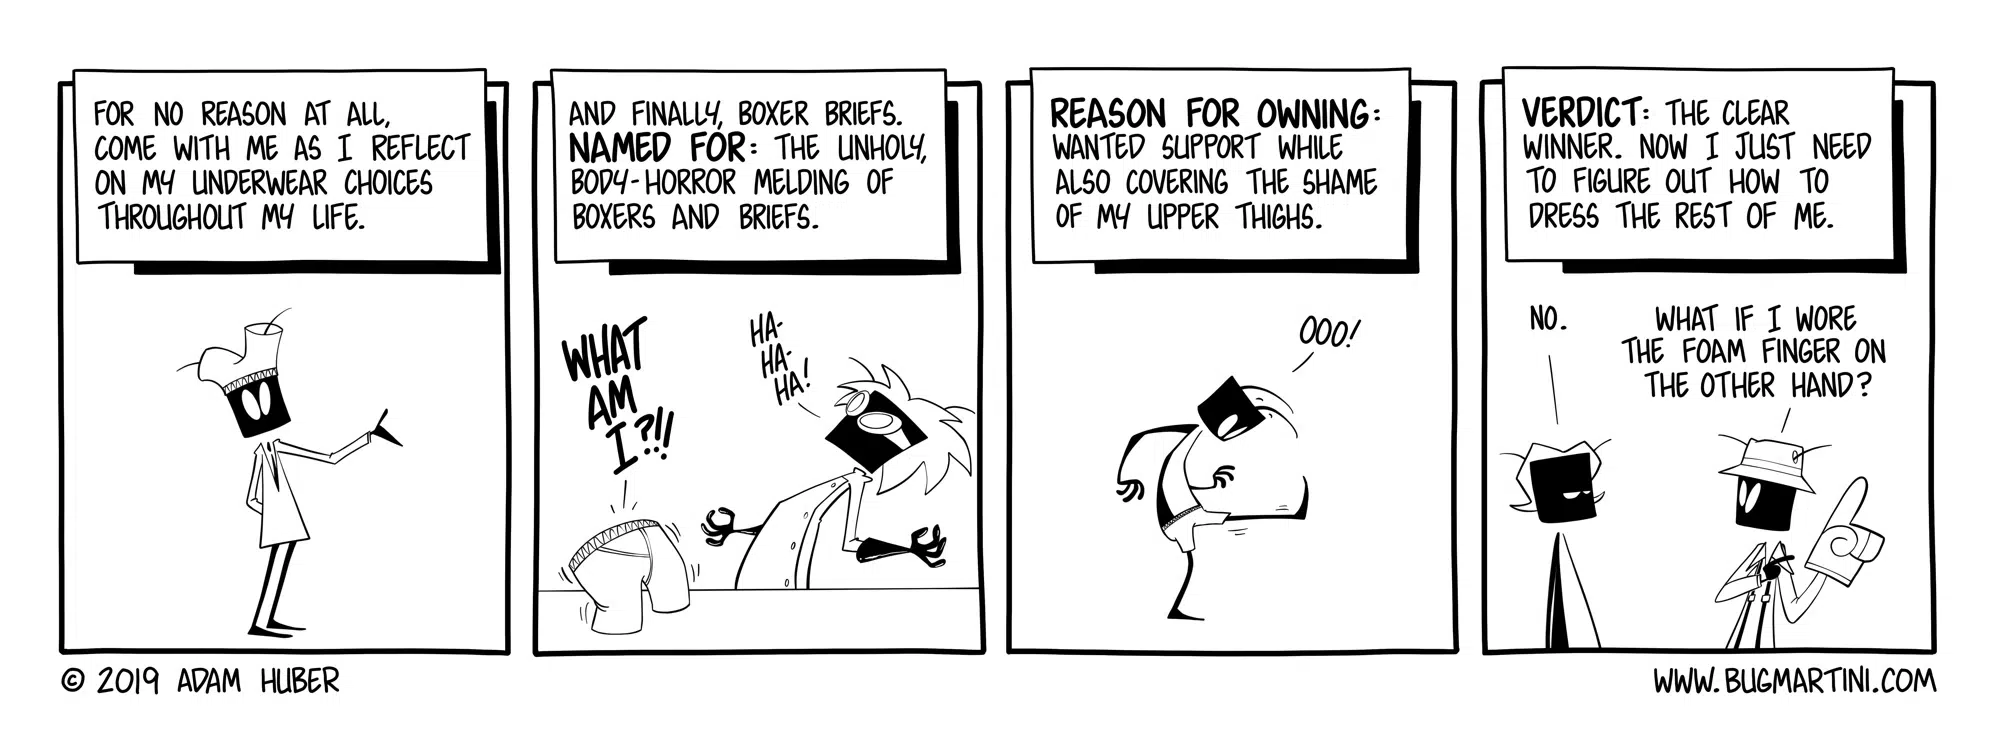 FOR NO REASON AT ALL,
COME WITH ME AS I REFLECT
ON MY UNDERWEAR CHOICES
THROUGHOUT MY LIFE.
AND FINALLY, BOXER BRIEFS.
NAMED FOR: THE UNHOLY,
BODY-HORROR MELDING OF
BOXERS AND BRIEFS.
WHAT
AM
I?!!
HA-
HA-
HA!
REASON FOR OWNING:
WANTED SUPPORT WHILE
ALSO COVERING THE SHAME
OF MY UPPER THIGHS.
OOO!
VERDICT: THE CLEAR
WINNER. NOW I JUST NEED
TO FIGURE OUT HOW TO
DRESS THE REST OF ME.
NO.
WHAT IF I WORE
THE FOAM FINGER ON
THE OTHER HAND?
© 2019 ADAM HUBER
WWW.BUGMARTINI.COM